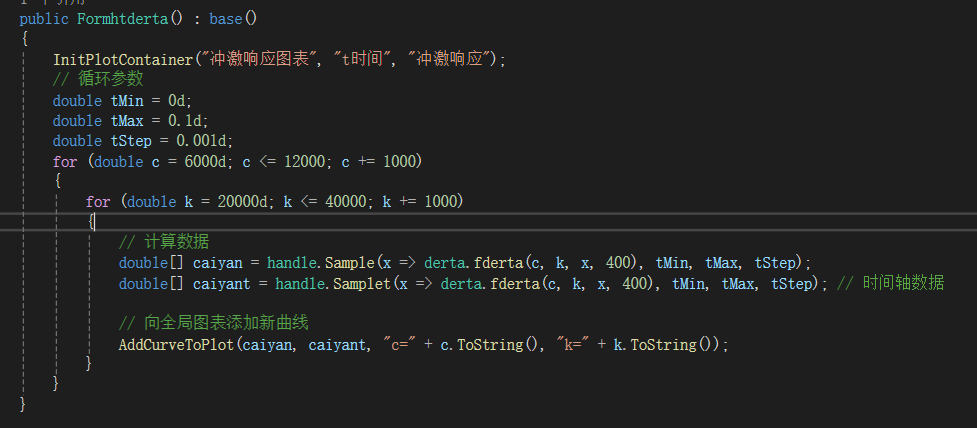 public Formhtderta() : base()
{
InitPlotContainer("冲激响应图表", "t时间", "冲激响应");
// 循环参数
double tMin = 0d;
double tMax = 0.1d;
double tStep = 0.001d;
for (double c = 6000d; c <= 12000; c += 1000)
{
for (double k = 20000d; k <= 40000; k += 1000)
{
// 计算数据
double[] caiyan = handle.Sample(x => derta.fderta(c, k, x, 400), tMin, tMax, tStep);
double[] caiyant = handle.Samplet(x => derta.fderta(c, k, x, 400), tMin, tMax, tStep); // 时间轴数据
// 向全局图表添加新曲线
AddCurveToPlot(caiyan, caiyant, "c=" + c.ToString(), "k=" + k.ToString());
}
}
}